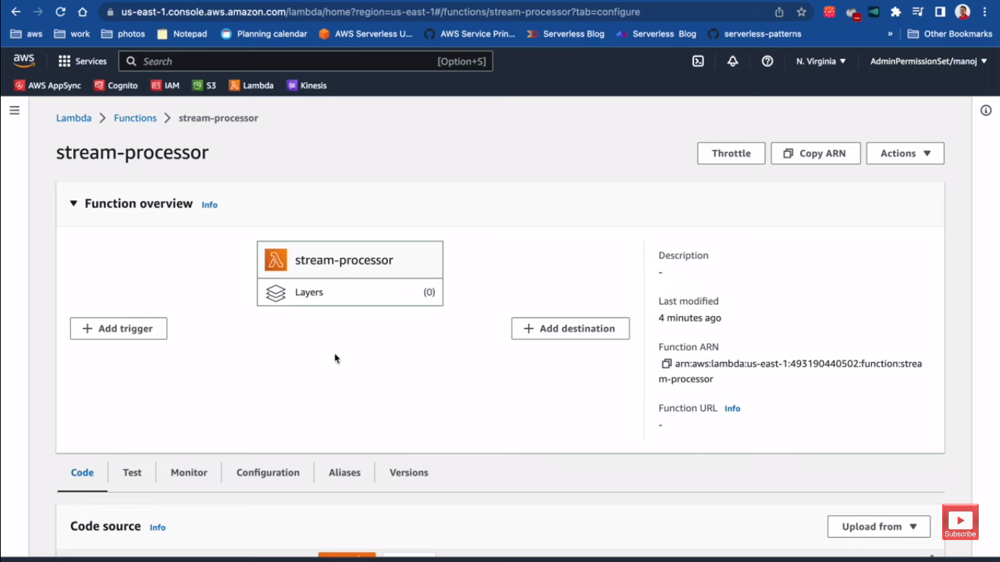 us-east-1.console.aws.amazon.com/lambda/home?region=us-east-1#/functions/stream-processor?tab=configure
aws work photos Notepad Planning calendar AWS Serverless U... AWS Service Prin... Serverless Blog Serverless Blog serverless-patterns » Other Bookmarks
aws Services Search [Option+S] N. Virginia ▼ AdminPermissionSet/manoj ▼
AWS AppSync Cognito IAM S3 Lambda Kinesis
Lambda > Functions > stream-processor
stream-processor
Throttle Copy ARN Actions ▼
▼ Function overview Info
stream-processor
Layers (0)
+ Add trigger
+ Add destination
Description
-
Last modified
4 minutes ago
Function ARN
arn:aws:lambda:us-east-1:493190440502:function:strea
m-processor
Function URL Info
-
Code Test Monitor Configuration Aliases Versions
Code source Info
Upload from ▼
Subscribe